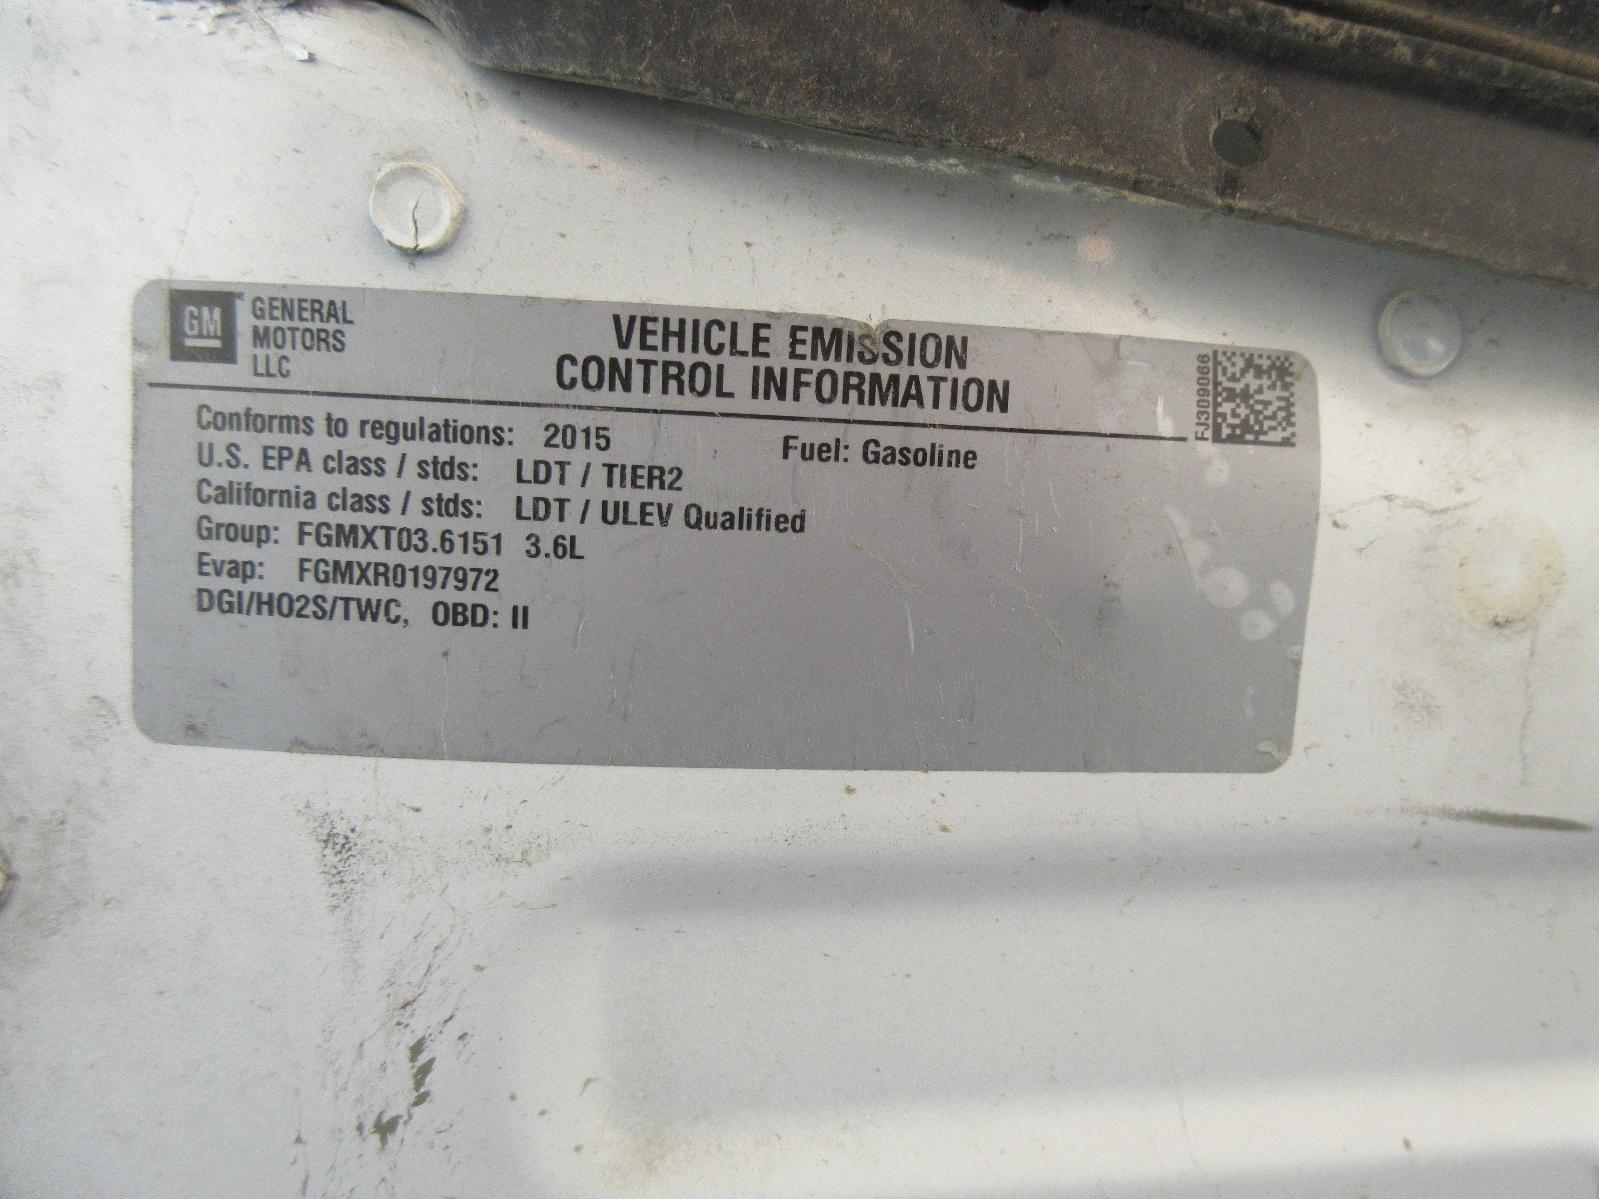 GM
GENERAL
MOTORS
LLC
VEHICLE EMISSION
CONTROL INFORMATION
FJ309066
Conforms to regulations: 2015 Fuel: Gasoline
U.S. EPA class / stds: LDT / TIER2
California class / stds: LDT / ULEV Qualified
Group: FGMXT03.6151 3.6L
Evap: FGMXR0197972
DGI/HO2S/TWC, OBD: II